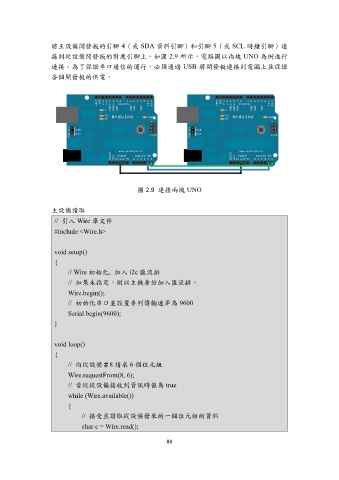 將主設備開發板的引腳 4（或 SDA 資料引腳）和引腳 5（或 SCL 時鐘引腳）連
接到從設備開發板的對應引腳上。如圖 2.9 所示，電路圖以兩塊 UNO 為例進行
連接。為了保證串口通信的運行，必須通過 USB 將開發板連接到電腦上並保證
各個開發板的供電。
Arduino
Arduino
圖 2.9 連接兩塊 UNO
主設備讀取
// 引入 Wire 庫文件
#include <Wire.h>
void setup()
{
// Wire 初始化, 加入 i2c 匯流排
// 如果未指定，則以主機身份加入匯流排。
Wire.begin();
// 初始化串口並設置串列傳輸速率為 9600
Serial.begin(9600);
}
void loop()
{
// 向從設備#8 請求 6 個位元組
Wire.requestFrom(8, 6);
// 當從從設備接收到資訊時值為 true
while (Wire.available())
{
// 接受並讀取從設備發來的一個位元組的資料
char c = Wire.read();
88